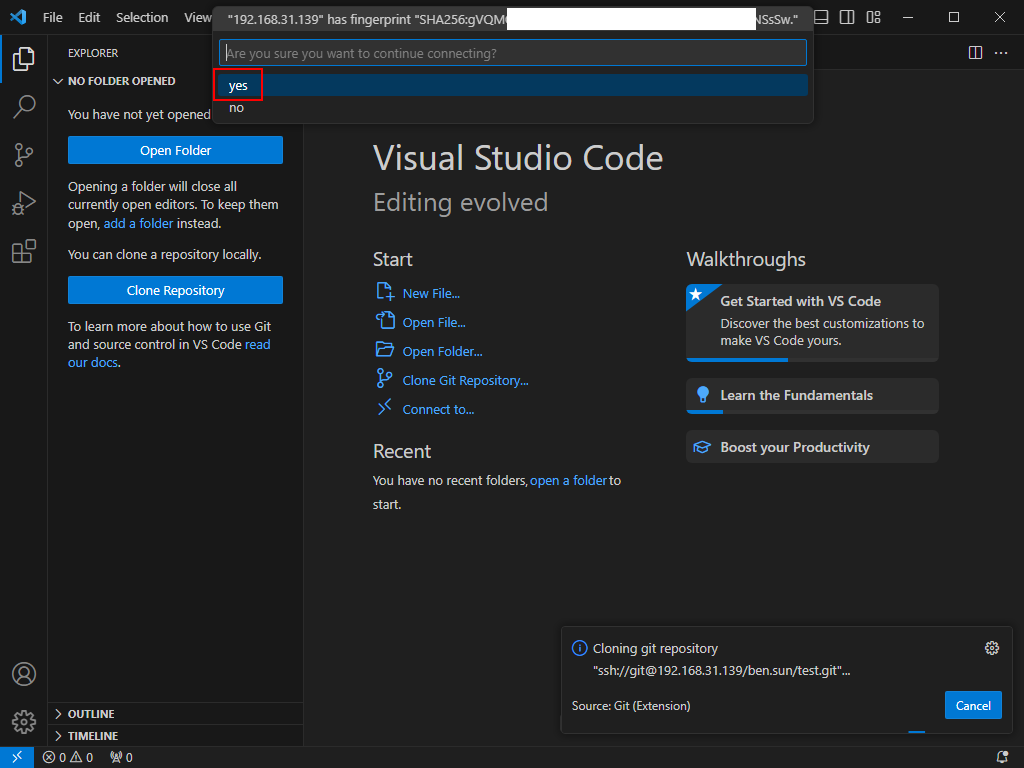 File Edit Selection View
"192.168.31.139" has fingerprint "SHA256:gVQM NSsSw."
Are you sure you want to continue connecting?
yes
no
EXPLORER
NO FOLDER OPENED
You have not yet opened
Open Folder
Opening a folder will close all
currently open editors. To keep them
open, add a folder instead.
You can clone a repository locally.
Clone Repository
To learn more about how to use Git
and source control in VS Code read
our docs.
OUTLINE
TIMELINE
Visual Studio Code
Editing evolved
Start
New File...
Open File...
Open Folder...
Clone Git Repository...
Connect to...
Recent
You have no recent folders, open a folder to
start.
Walkthroughs
Get Started with VS Code
Discover the best customizations to
make VS Code yours.
Learn the Fundamentals
Boost your Productivity
Cloning git repository
"ssh://git@192.168.31.139/ben.sun/test.git"...
Source: Git (Extension)
Cancel
0 0 0